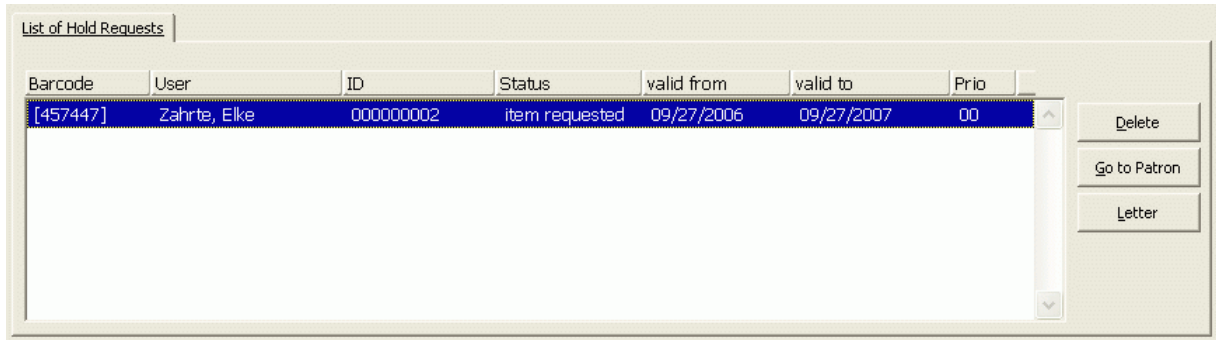 List of Hold Requests
Barcode User ID Status valid from valid to Prio
[457447] Zahrte, Elke 000000002 item requested 09/27/2006 09/27/2007 00
Delete
Go to Patron
Letter